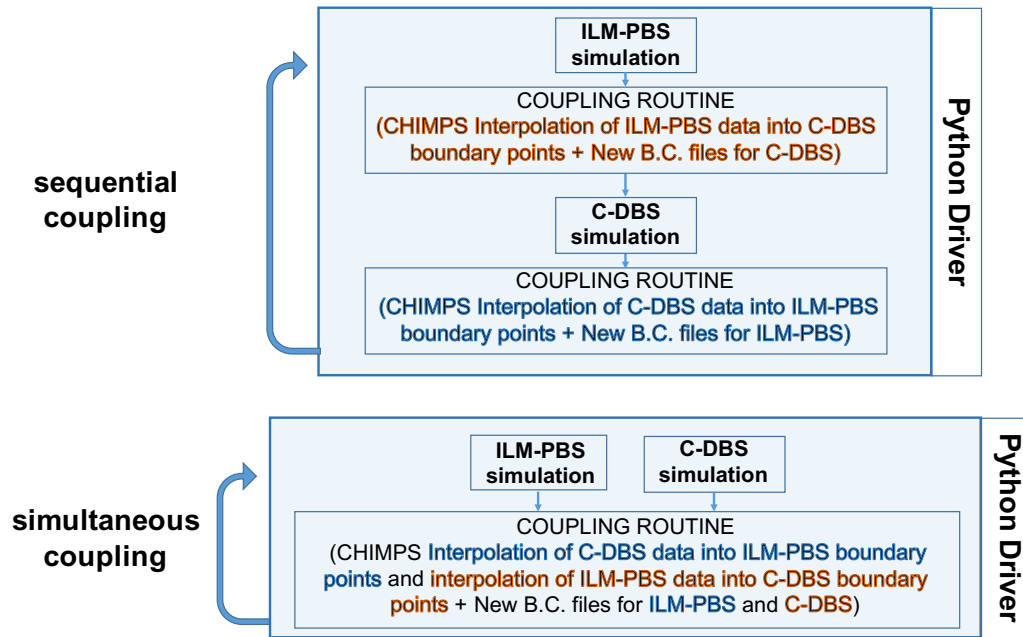 ILM-PBS
simulation
COUPLING ROUTINE
(CHIMPS Interpolation of ILM-PBS data into C-DBS
boundary points + New B.C. files for C-DBS)
C-DBS
simulation
COUPLING ROUTINE
(CHIMPS Interpolation of C-DBS data into ILM-PBS
boundary points + New B.C. files for ILM-PBS)
sequential
coupling
Python Driver
ILM-PBS
simulation
C-DBS
simulation
COUPLING ROUTINE
(CHIMPS Interpolation of C-DBS data into ILM-PBS boundary
points and interpolation of ILM-PBS data into C-DBS boundary
points + New B.C. files for ILM-PBS and C-DBS)
simultaneous
coupling
Python Driver